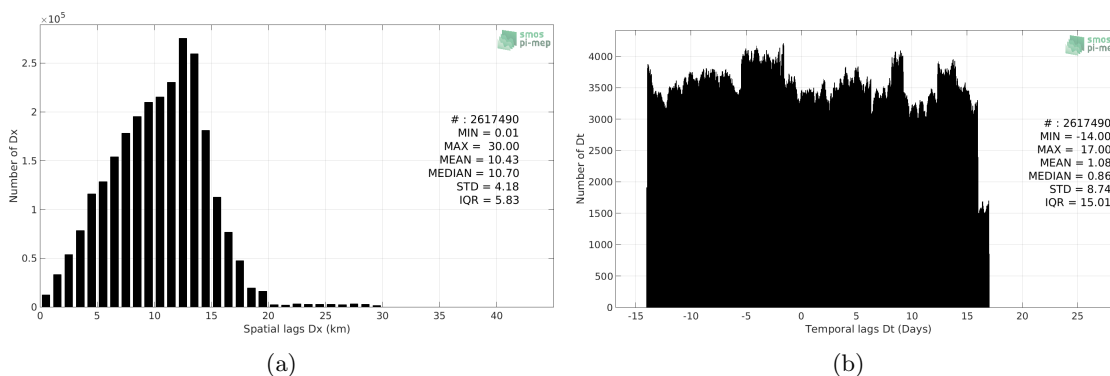 ×10⁵
smos
pi-mep
2.5
2
1.5
1
0.5
0
Number of Dx
# : 2617490
MIN = 0.01
MAX = 30.00
MEAN = 10.43
MEDIAN = 10.70
STD = 4.18
IQR = 5.83
0 5 10 15 20 25 30 35 40
Spatial lags Dx (km)
(a)
smos
pi-mep
4000
3500
3000
2500
2000
1500
1000
500
0
Number of Dt
# : 2617490
MIN = -14.00
MAX = 17.00
MEAN = 1.08
MEDIAN = 0.86
STD = 8.74
IQR = 15.01
-15 -10 -5 0 5 10 15 20 25
Temporal lags Dt (Days)
(b)